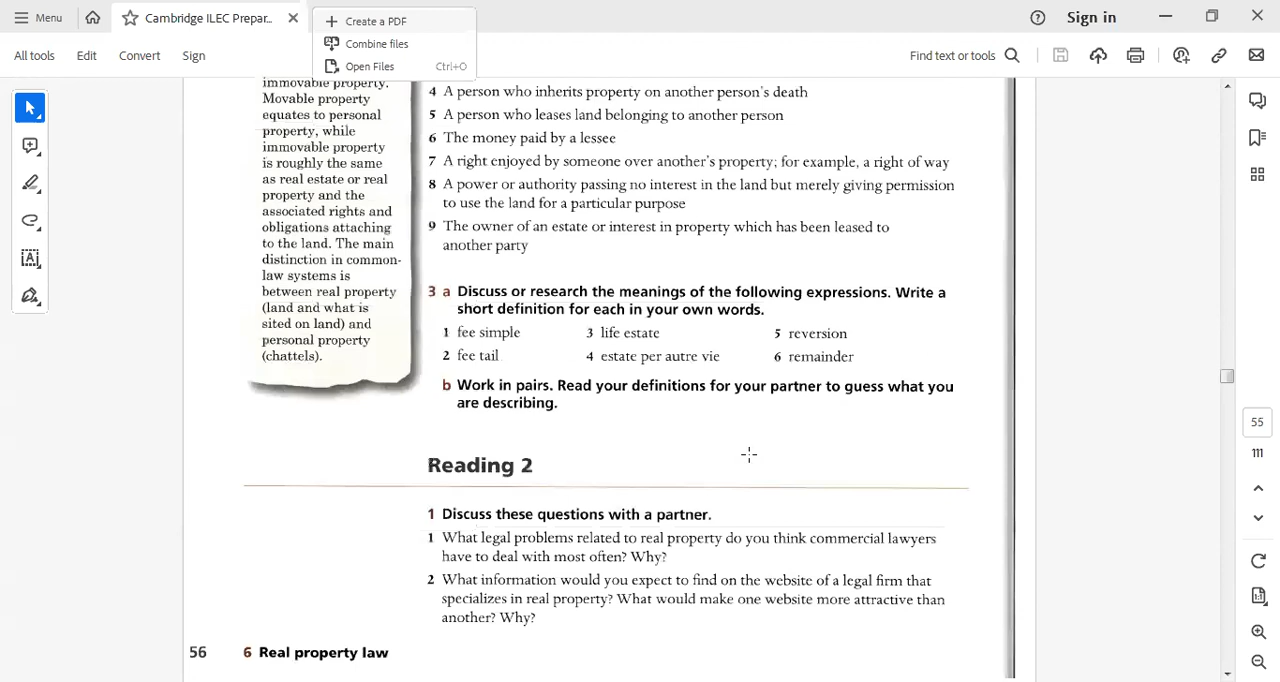 Menu
Cambridge ILEC Prepar...
Create a PDF
Combine files
Open Files Ctrl+O
Sign in
All tools Edit Convert Sign
Find text or tools
immovable property.
Movable property
equates to personal
property, while
immovable property
is roughly the same
as real estate or real
property and the
associated rights and
obligations attaching
to the land. The main
distinction in common-
law systems is
between real property
(land and what is
sited on land) and
personal property
(chattels).
4 A person who inherits property on another person's death
5 A person who leases land belonging to another person
6 The money paid by a lessee
7 A right enjoyed by someone over another's property; for example, a right of way
8 A power or authority passing no interest in the land but merely giving permission
to use the land for a particular purpose
9 The owner of an estate or interest in property which has been leased to
another party
3 a Discuss or research the meanings of the following expressions. Write a
short definition for each in your own words.
1 fee simple 3 life estate 5 reversion
2 fee tail 4 estate per autre vie 6 remainder
b Work in pairs. Read your definitions for your partner to guess what you
are describing.
Reading 2
1 Discuss these questions with a partner.
1 What legal problems related to real property do you think commercial lawyers
have to deal with most often? Why?
2 What information would you expect to find on the website of a legal firm that
specializes in real property? What would make one website more attractive than
another? Why?
56 6 Real property law
55
111